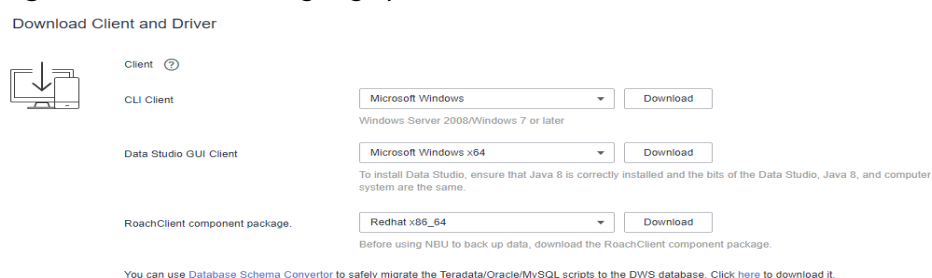 Download Client and Driver
Client ?
CLI Client Microsoft Windows Download
Windows Server 2008/Windows 7 or later
Data Studio GUI Client Microsoft Windows x64 Download
To install Data Studio, ensure that Java 8 is correctly installed and the bits of the Data Studio, Java 8, and computer
system are the same.
RoachClient component package. Redhat x86_64 Download
Before using NBU to back up data, download the RoachClient component package.
You can use Database Schema Convertor to safely migrate the Teradata/Oracle/MySQL scripts to the DWS database. Click here to download it.